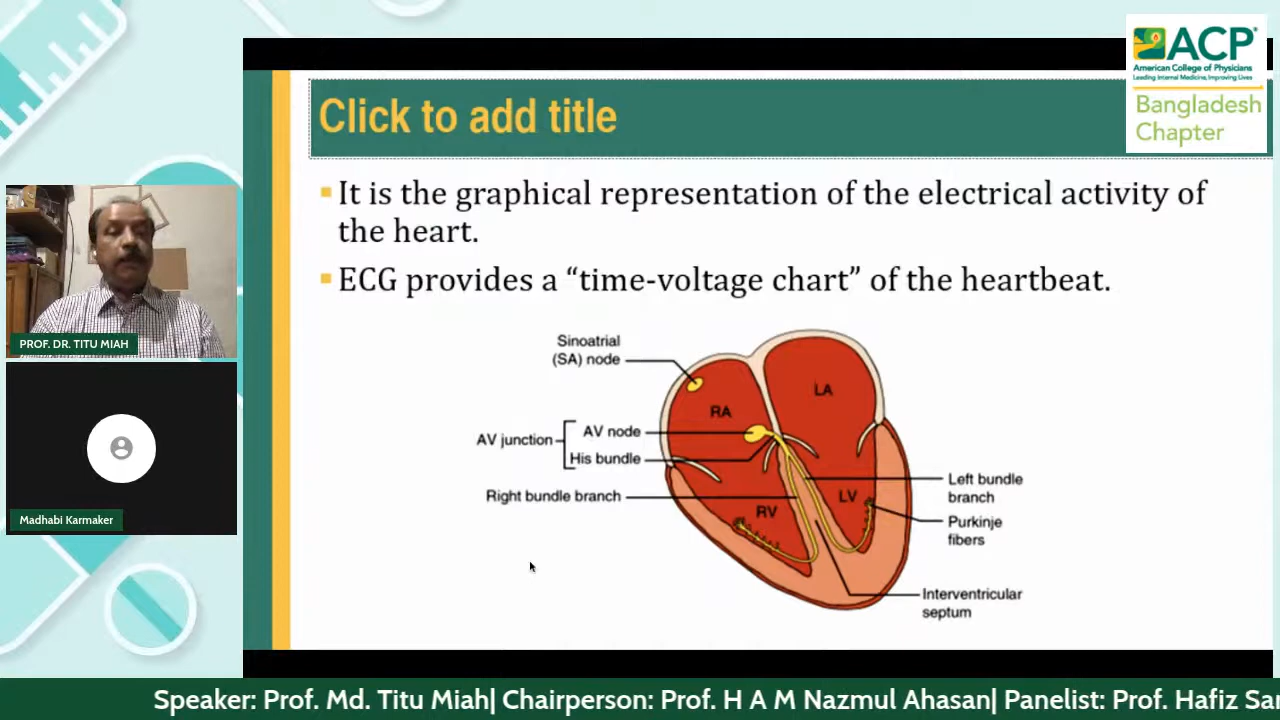 ACP
American College of Physicians
Leading Internal Medicine, Improving Lives
Bangladesh
Chapter
Click to add title
It is the graphical representation of the electrical activity of
the heart.
ECG provides a “time-voltage chart” of the heartbeat.
Sinoatrial
(SA) node
RA
LA
AV junction
AV node
His bundle
Right bundle branch
RV
LV
Left bundle
branch
Purkinje
fibers
Interventricular
septum
PROF. DR. TITU MIAH
Madhabi Karmaker
Speaker: Prof. Md. Titu Miah| Chairperson: Prof. H A M Nazmul Ahasan| Panelist: Prof. Hafiz Sar